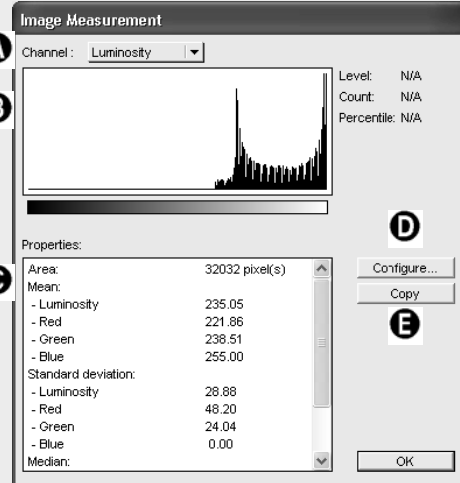 Image Measurement
A
Channel : Luminosity
B
Level: N/A
Count: N/A
Percentile: N/A
D
Properties:
C
Area: 32032 pixel(s)
Mean:
- Luminosity 235.05
- Red 221.86
- Green 238.51
- Blue 255.00
Standard deviation:
- Luminosity 28.88
- Red 48.20
- Green 24.04
- Blue 0.00
Median:
Configure...
Copy
E
OK